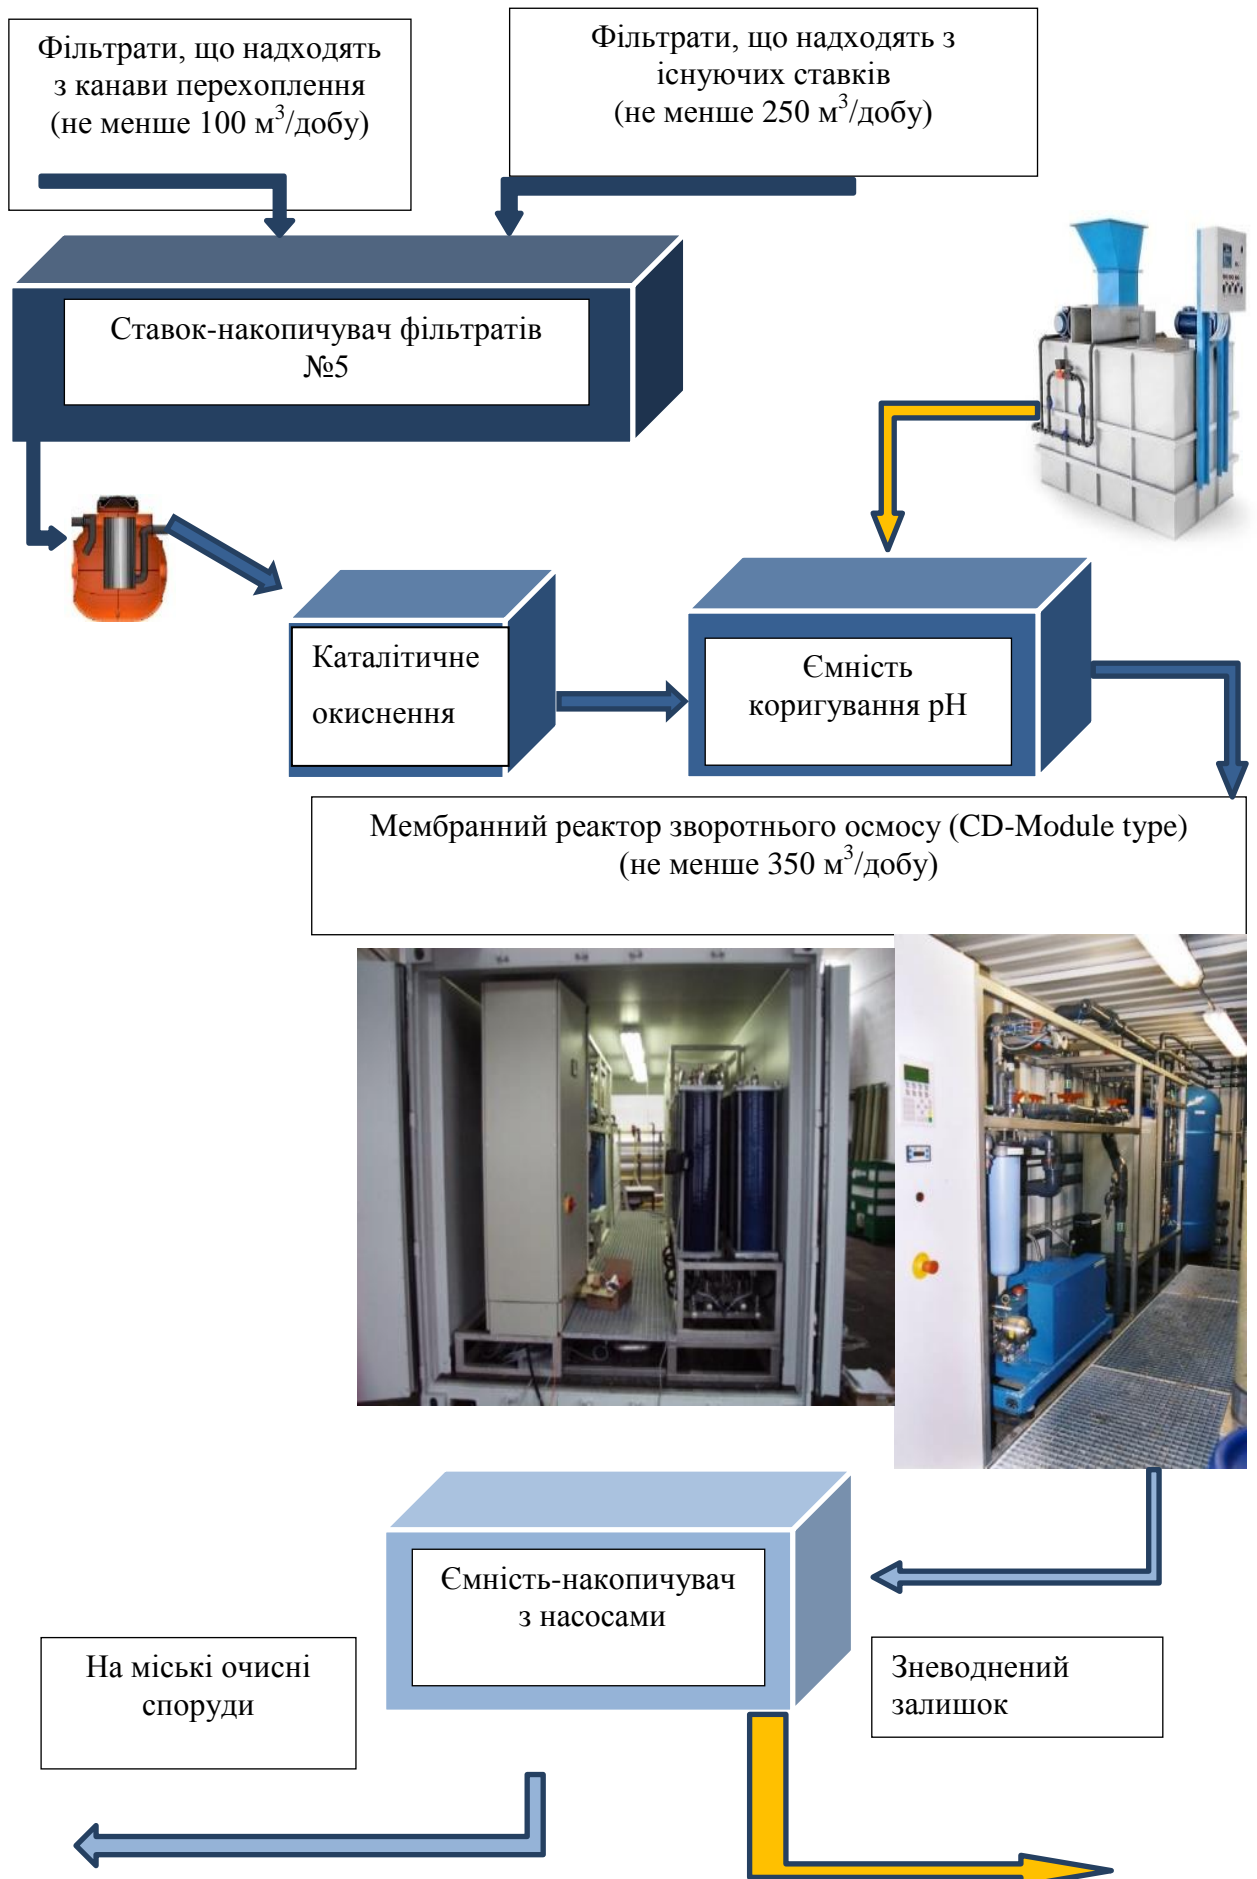 Фільтрати, що надходять
з канави перехоплення
(не менше 100 м³/добу)
Фільтрати, що надходять з
існуючих ставків
(не менше 250 м³/добу)
Ставок-накопичувач фільтратів
№5
Каталітичне
окиснення
Ємність
коригування рН
Мембранний реактор зворотнього осмосу (CD-Module type)
(не менше 350 м³/добу)
Ємність-накопичувач
з насосами
На міські очисні
споруди
Зневоднений
залишок